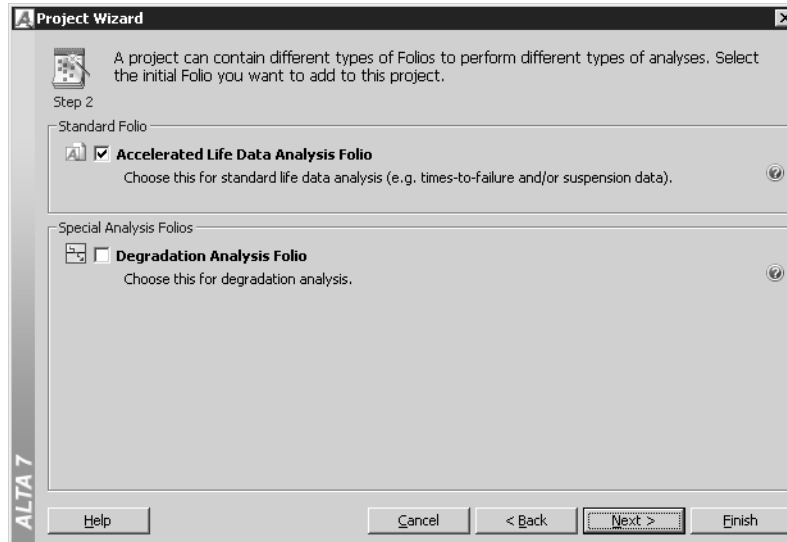 Project Wizard
A project can contain different types of Folios to perform different types of analyses. Select
the initial Folio you want to add to this project.
Step 2
Standard Folio
Accelerated Life Data Analysis Folio
Choose this for standard life data analysis (e.g. times-to-failure and/or suspension data).
Special Analysis Folios
Degradation Analysis Folio
Choose this for degradation analysis.
ALTA 7
Help
Cancel
< Back
Next >
Finish